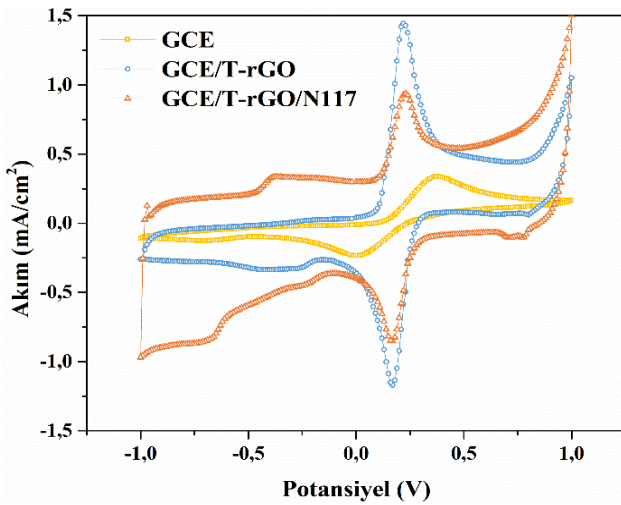 GCE
GCE/T-rGO
GCE/T-rGO/N117
1,5
1,0
0,5
0,0
-0,5
-1,0
-1,5
Akım (mA/cm²)
-1,0 -0,5 0,0 0,5 1,0
Potansiyel (V)